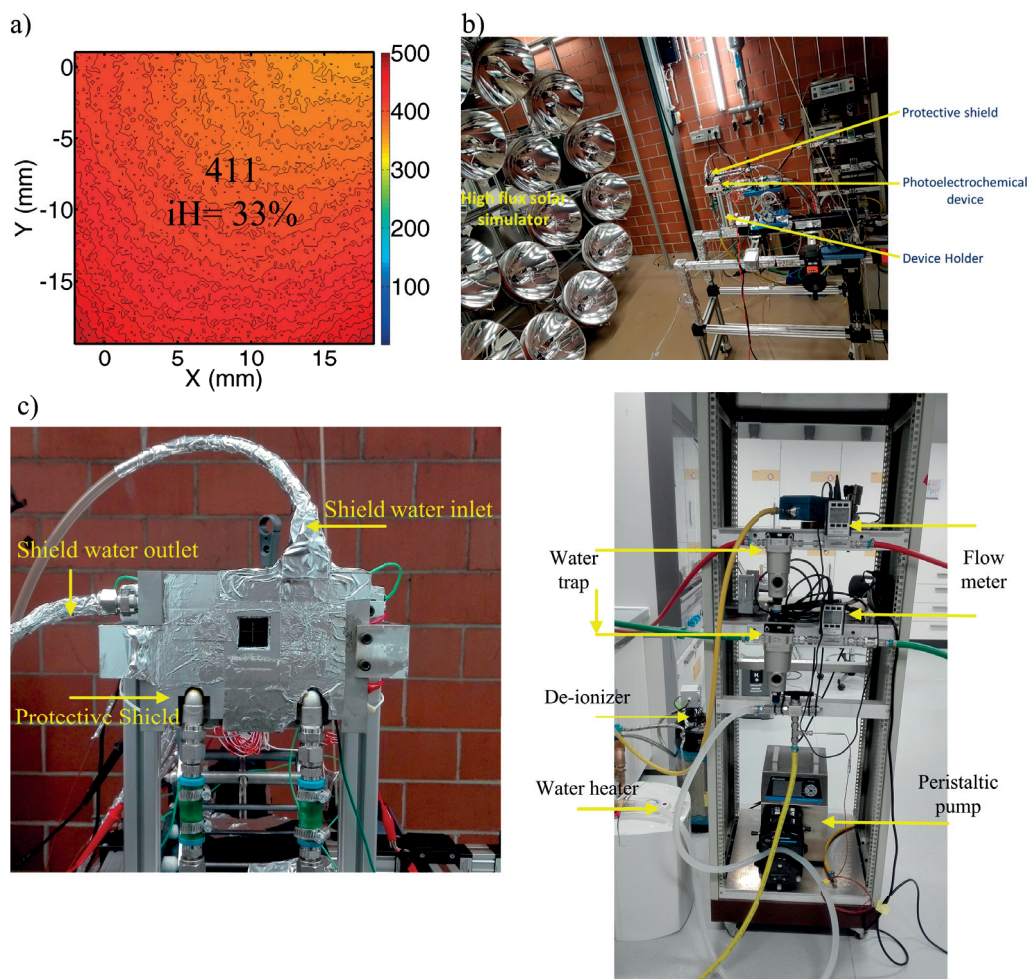 a)
0
-5
-10
-15
Y (mm)
0
5
10
15
X (mm)
411
iH= 33%
500
400
300
200
100
b)
High flux solar
simulator
Protective shield
Photoelectrochemical
device
Device Holder
c)
Shield water inlet
Shield water outlet
Protective Shield
Water
trap
Flow
meter
De-ionizer
Water heater
Peristaltic
pump